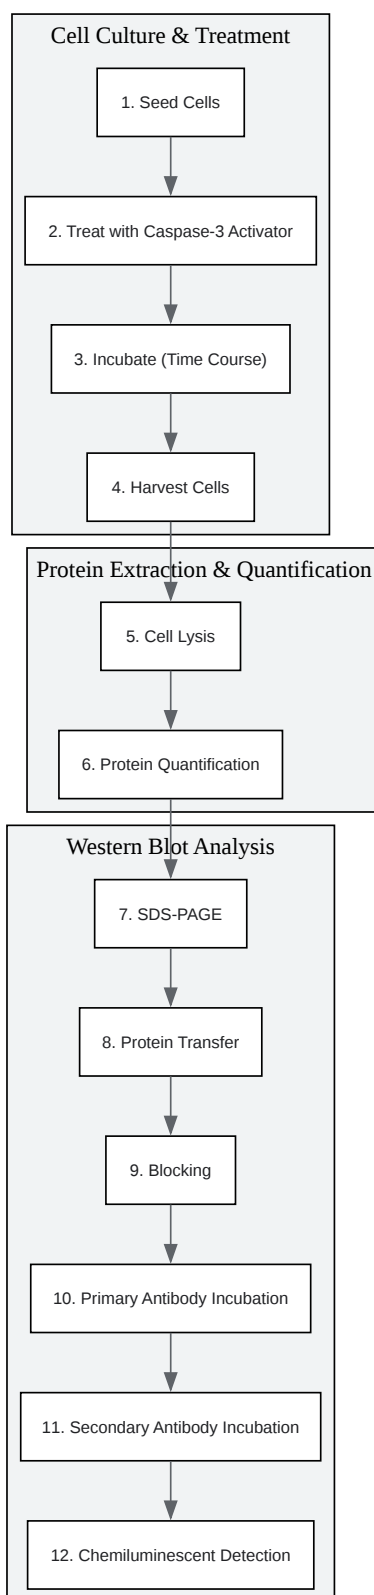 Cell Culture & Treatment
1. Seed Cells
2. Treat with Caspase-3 Activator
3. Incubate (Time Course)
4. Harvest Cells
Protein Extraction & Quantification
5. Cell Lysis
6. Protein Quantification
Western Blot Analysis
7. SDS-PAGE
8. Protein Transfer
9. Blocking
10. Primary Antibody Incubation
11. Secondary Antibody Incubation
12. Chemiluminescent Detection